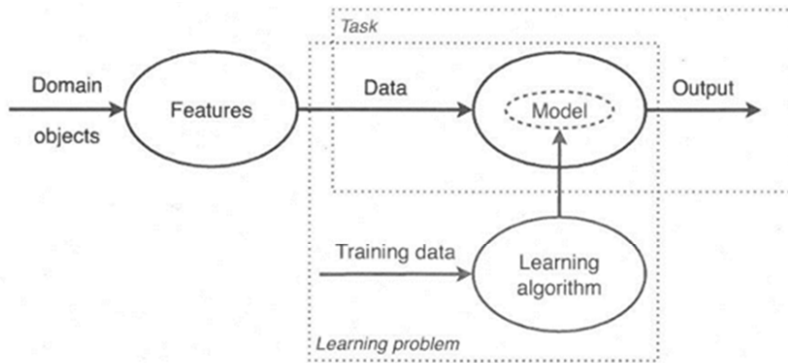 Task
Domain
objects
Features
Data
Model
Output
Training data
Learning
algorithm
Learning problem